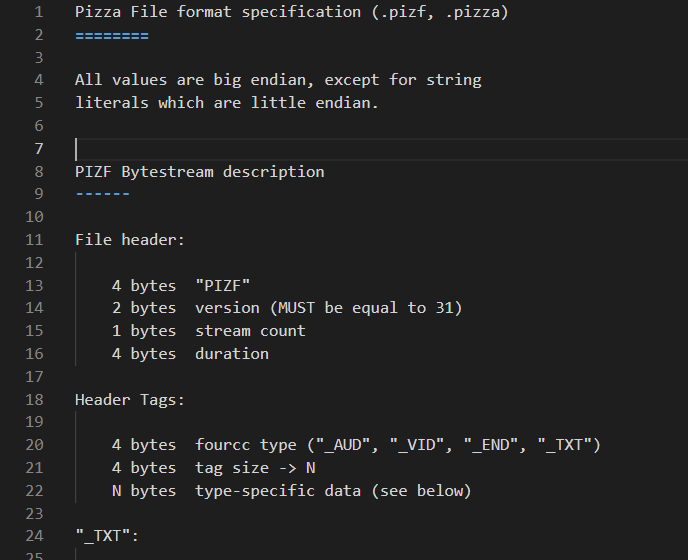 1 Pizza File format specification (.pizf, .pizza)
2 ========
3
4 All values are big endian, except for string
5 literals which are little endian.
6
7
8 PIZF Bytestream description
9 ------
10
11 File header:
12
13 4 bytes "PIZF"
14 2 bytes version (MUST be equal to 31)
15 1 bytes stream count
16 4 bytes duration
17
18 Header Tags:
19
20 4 bytes fourcc type ("_AUD", "_VID", "_END", "_TXT")
21 4 bytes tag size -> N
22 N bytes type-specific data (see below)
23
24 "_TXT":
25